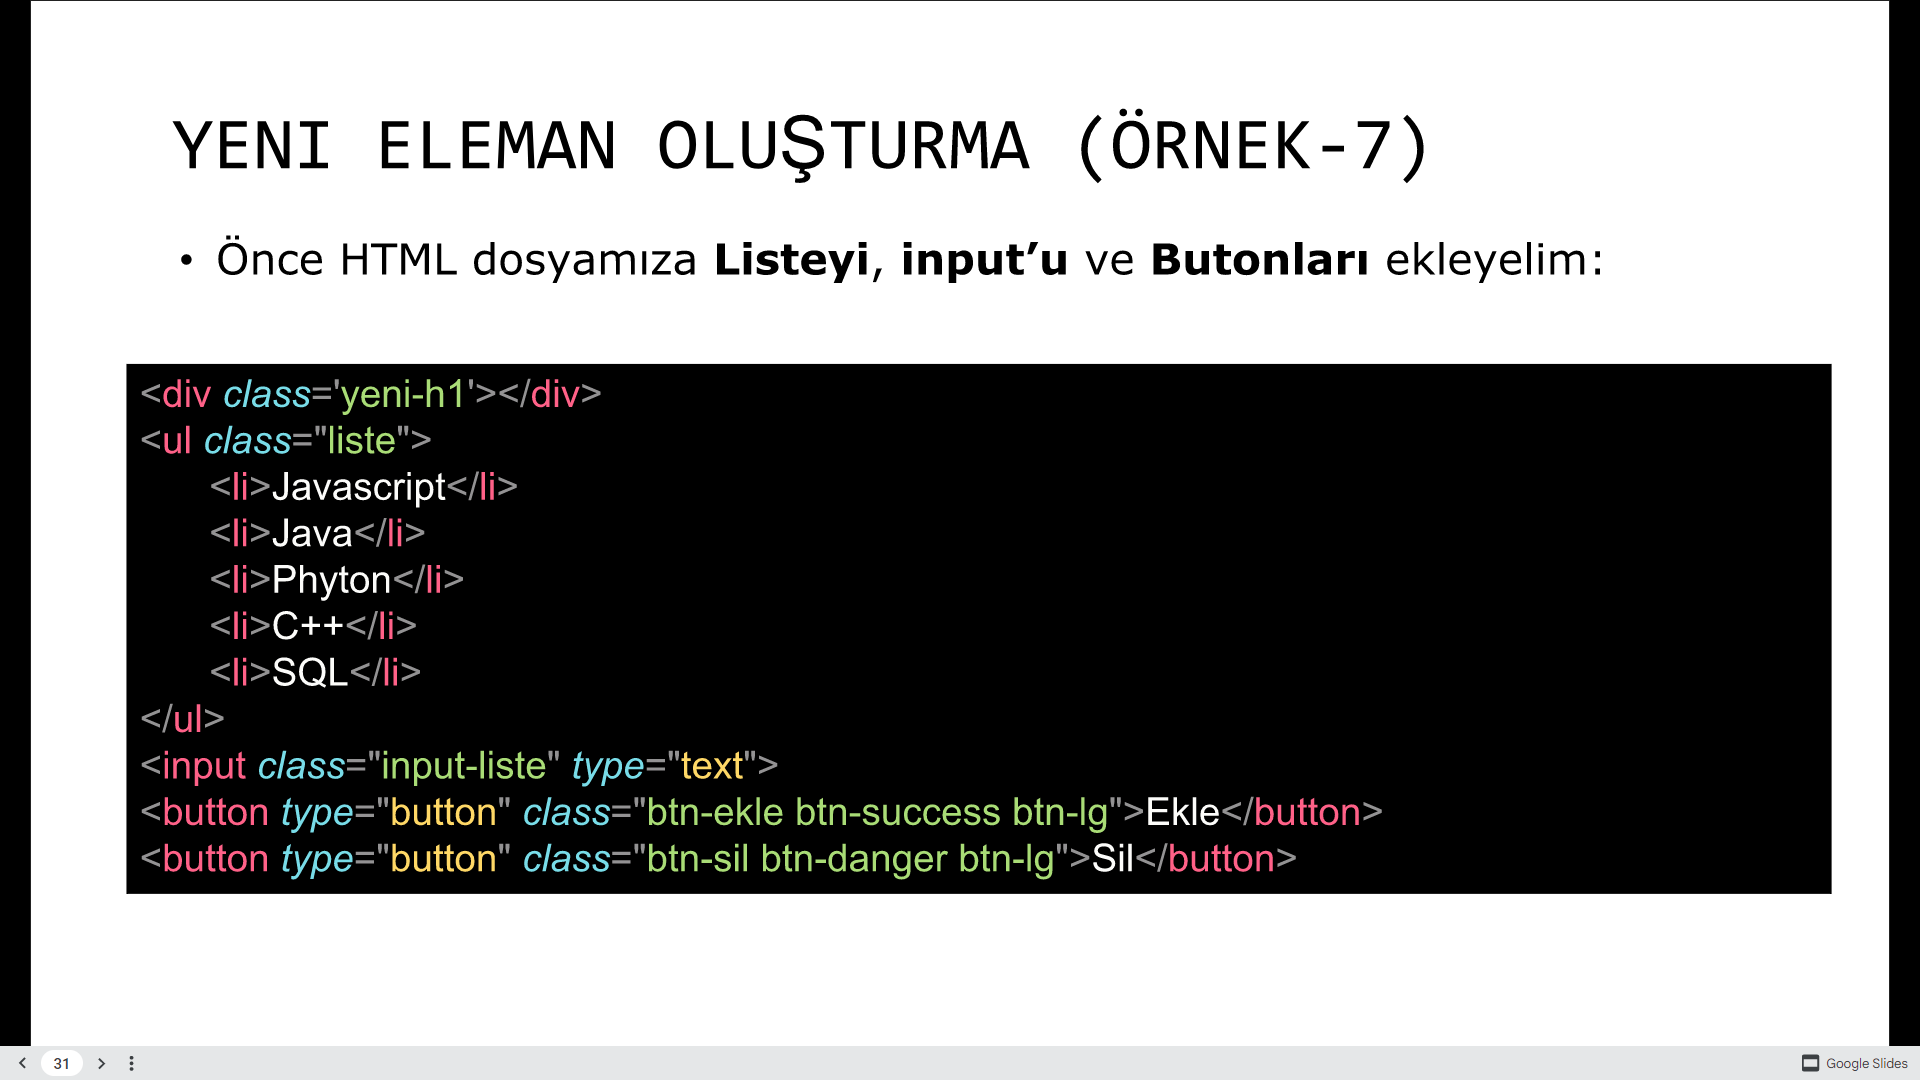 YENI ELEMAN OLUŞTURMA (ÖRNEK-7)
• Önce HTML dosyamıza Listeyi, input’u ve Butonları ekleyelim:
<div class='yeni-h1'></div>
<ul class="liste">
<li>Javascript</li>
<li>Java</li>
<li>Phyton</li>
<li>C++</li>
<li>SQL</li>
</ul>
<input class="input-liste" type="text">
<button type="button" class="btn-ekle btn-success btn-lg">Ekle</button>
<button type="button" class="btn-sil btn-danger btn-lg">Sil</button>
31
Google Slides